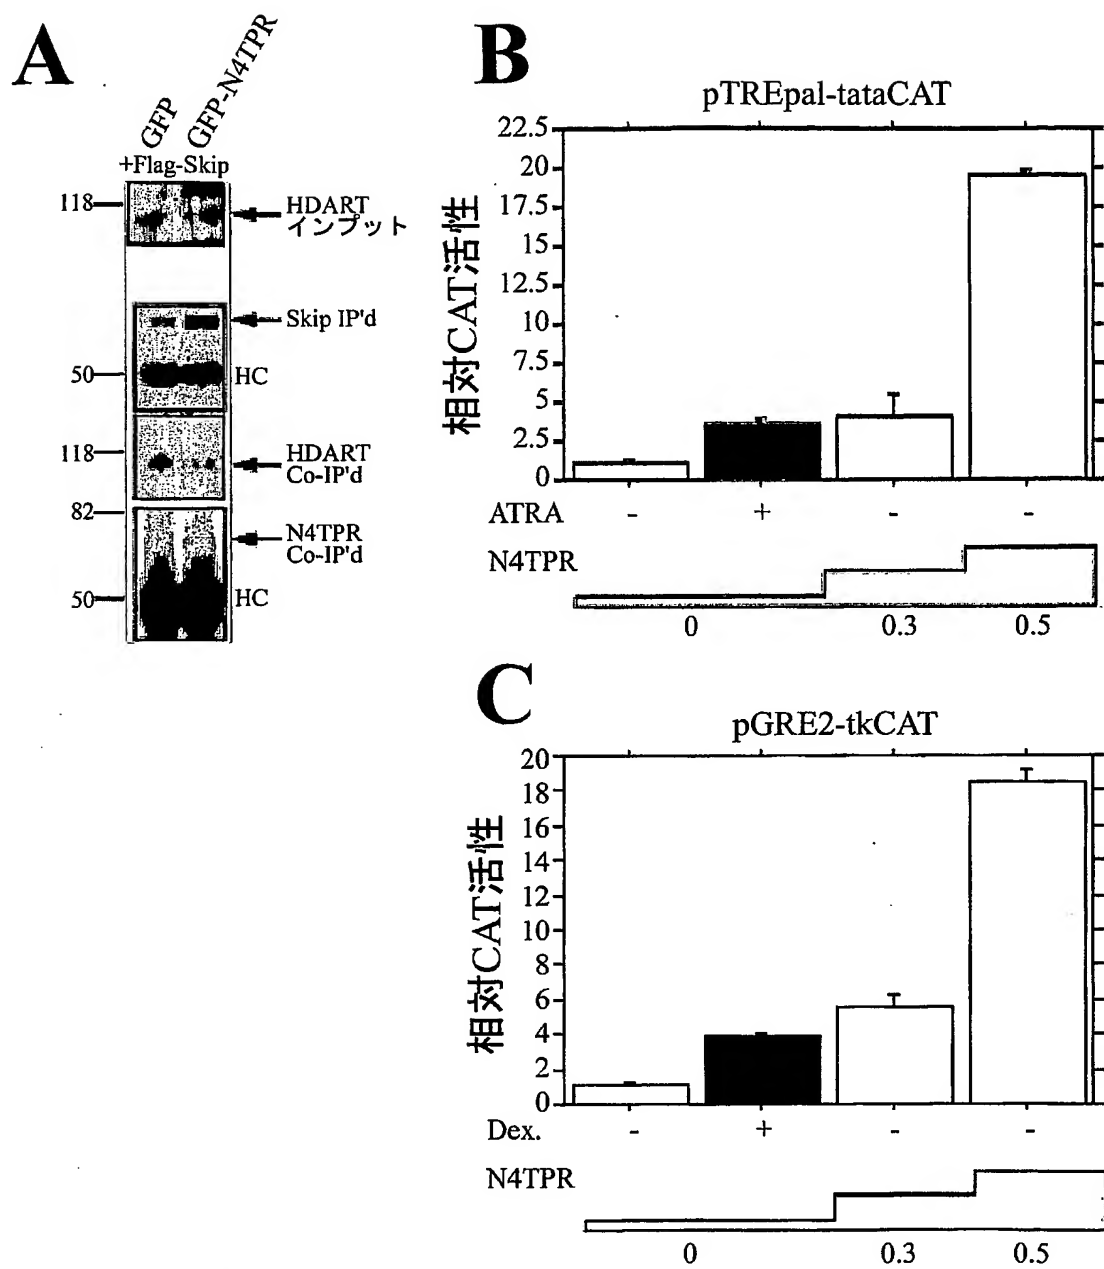 A
GFP
GFP-N4TPR
+Flag-Skip
118
HDART
インプット
Skip IP'd
50
HC
118
HDART
Co-IP'd
82
N4TPR
Co-IP'd
50
HC
B
pTREpal-tataCAT
相対CAT活性
22.5
20
17.5
15
12.5
10
7.5
5
2.5
0
ATRA - + - -
N4TPR
0 0.3 0.5
C
pGRE2-tkCAT
相対CAT活性
20
18
16
14
12
10
8
6
4
2
0
Dex. - + - -
N4TPR
0 0.3 0.5